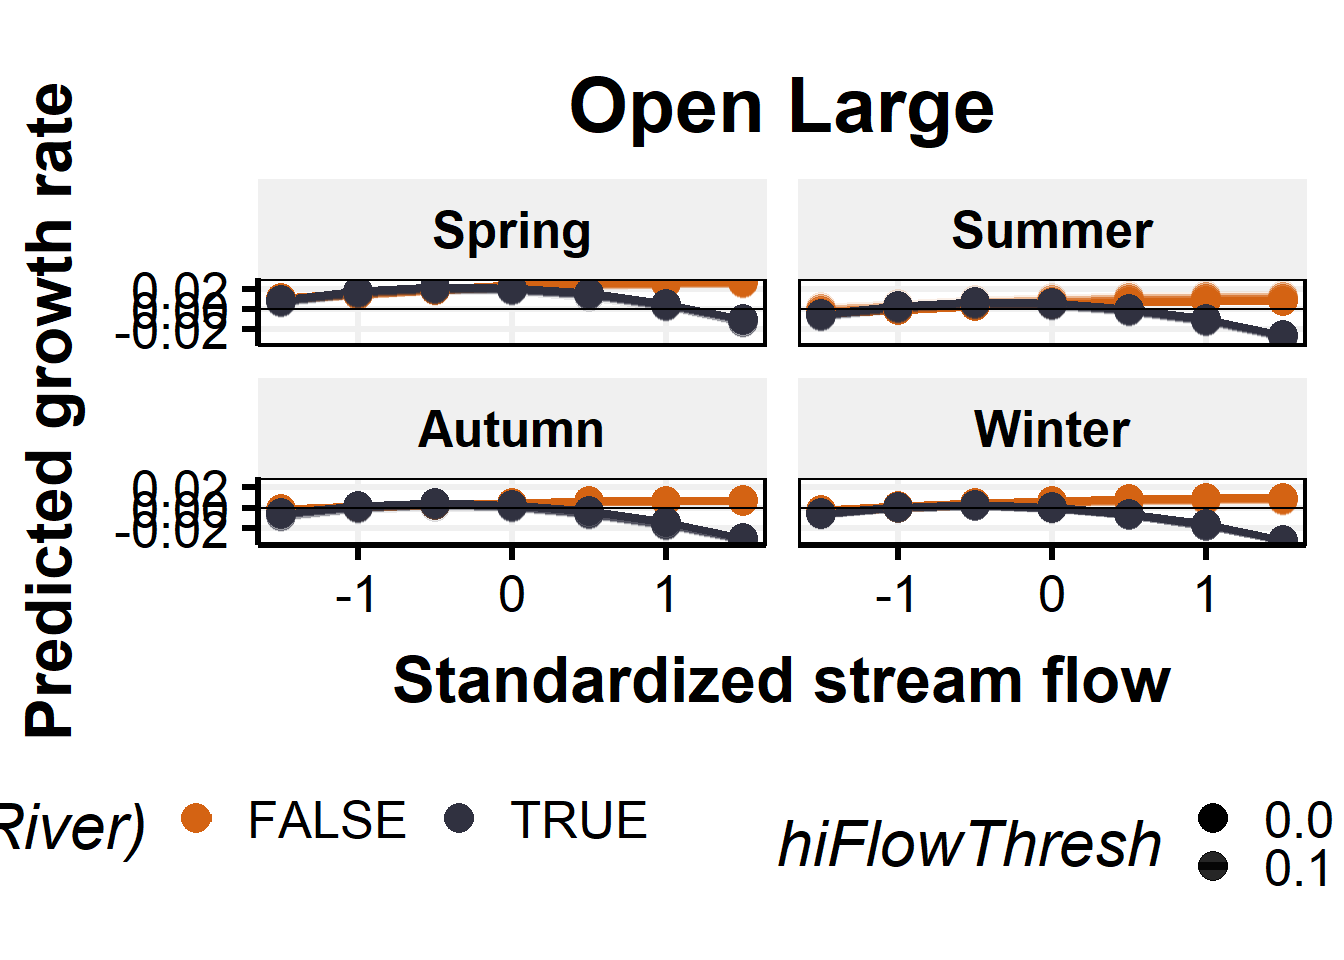 Open Large
Predicted growth rate
Spring
Summer
0.02
0.00
-0.02
Autumn
Winter
0.02
0.00
-0.02
-1 0 1 -1 0 1
Standardized stream flow
River) FALSE TRUE
hiFlowThresh 0.0
0.1